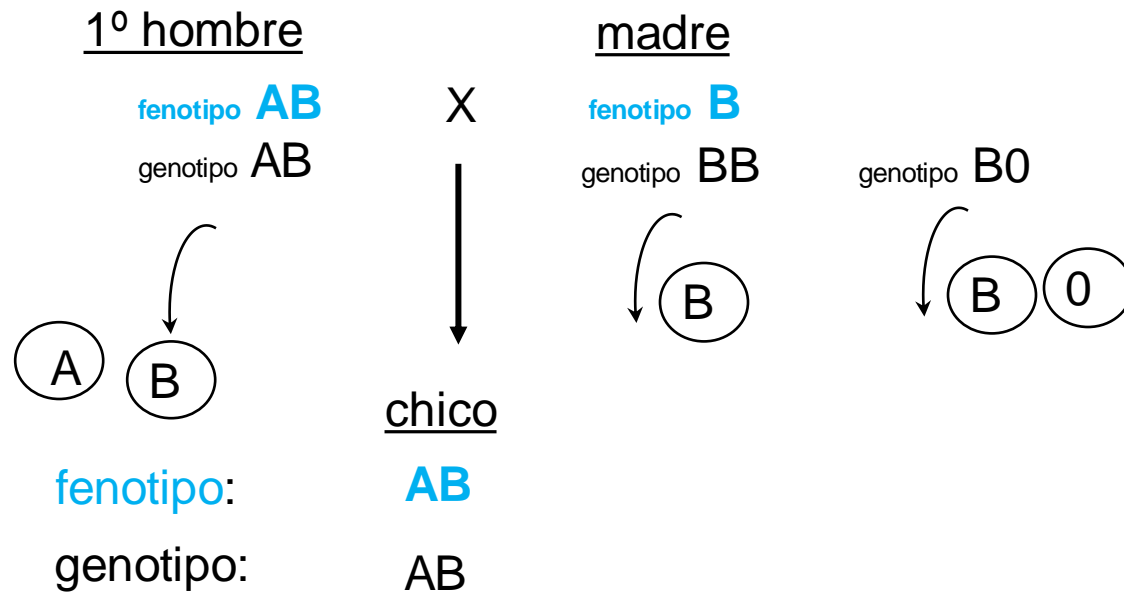 1º hombre
madre
fenotipo AB
X
fenotipo B
genotipo AB
genotipo BB
genotipo B0
A
B
B
B
0
chico
fenotipo:
AB
genotipo:
AB